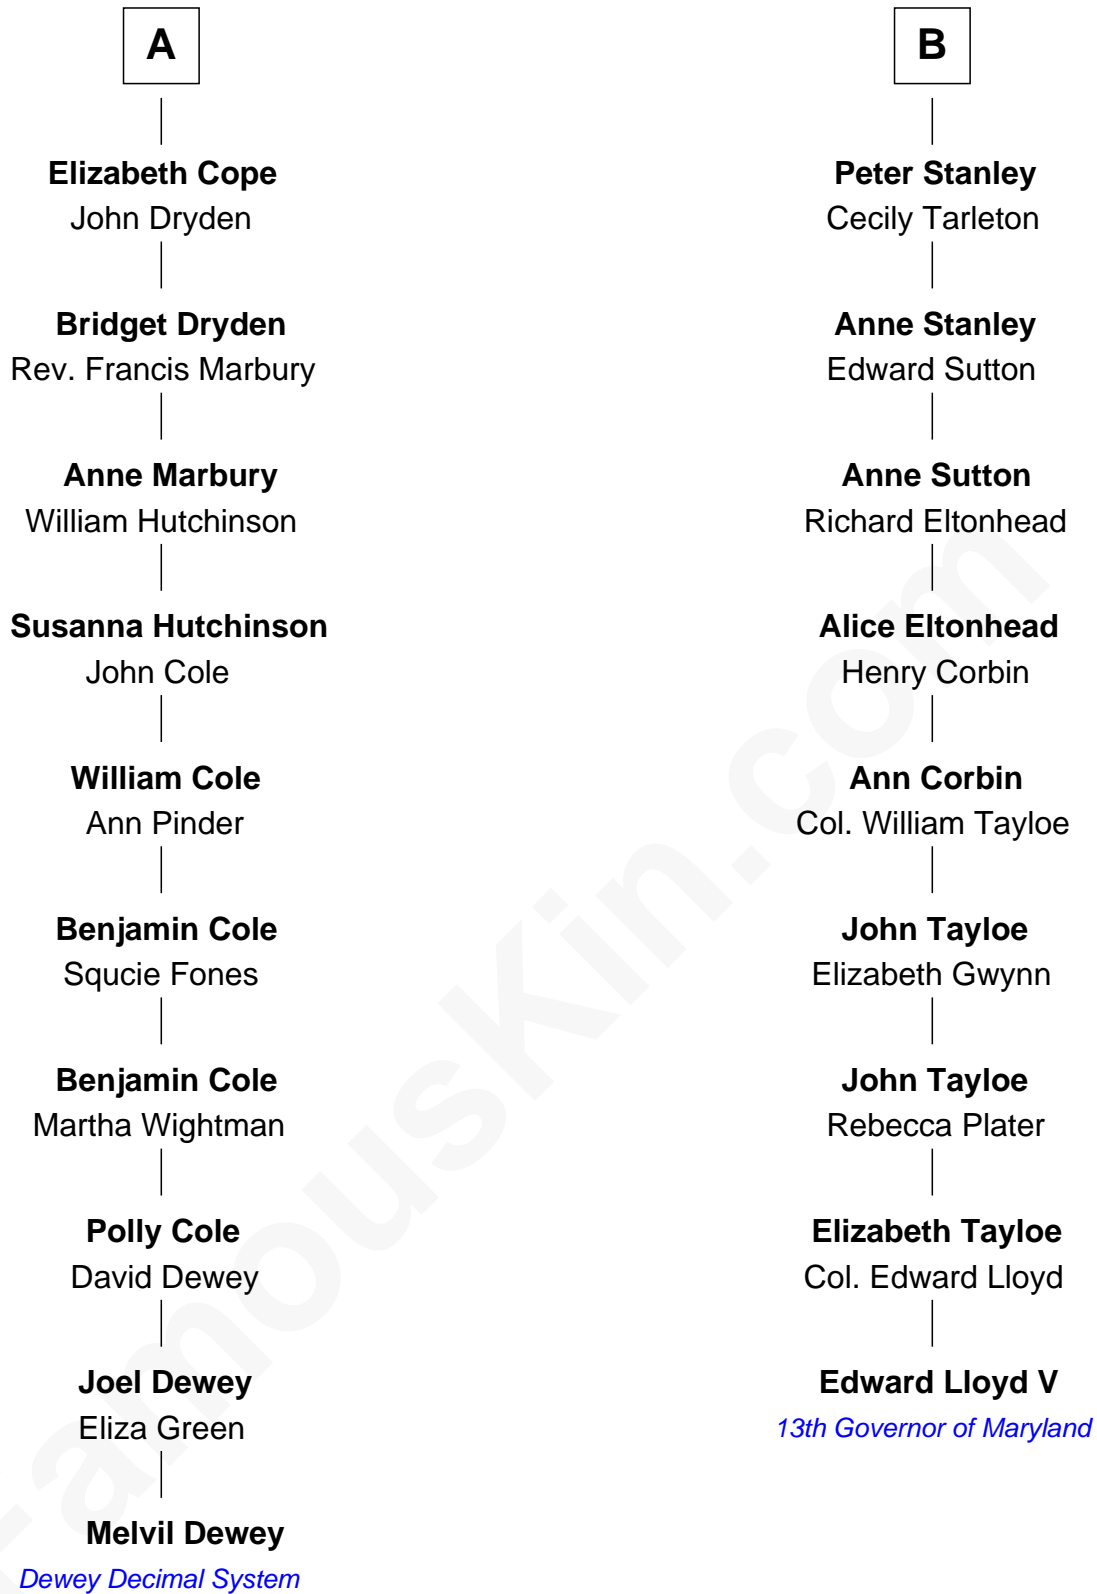 A
Elizabeth Cope
John Dryden
Bridget Dryden
Rev. Francis Marbury
Anne Marbury
William Hutchinson
Susanna Hutchinson
John Cole
William Cole
Ann Pinder
Benjamin Cole
Squcie Fones
Benjamin Cole
Martha Wightman
Polly Cole
David Dewey
Joel Dewey
Eliza Green
Melvil Dewey
Dewey Decimal System
B
Peter Stanley
Cecily Tarleton
Anne Stanley
Edward Sutton
Anne Sutton
Richard Eltonhead
Alice Eltonhead
Henry Corbin
Ann Corbin
Col. William Tayloe
John Tayloe
Elizabeth Gwynn
John Tayloe
Rebecca Plater
Elizabeth Tayloe
Col. Edward Lloyd
Edward Lloyd V
13th Governor of Maryland
FamousKin.com